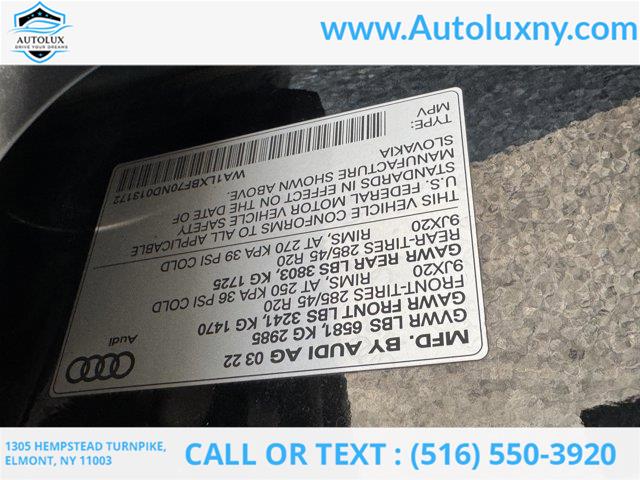 AUTOLUX
DRIVE YOUR DREAMS
www.Autoluxny.com
MFD. BY AUDI AG 03 22
GVWR LBS 6581, KG 2985
GAWR FRONT LBS 3241, KG 1470
FRONT-TIRES 285/45 R20
RIMS, AT 250 KPA 36 PSI COLD
9JX20
GAWR REAR LBS 3803, KG 1725
REAR-TIRES 285/45 R20
RIMS, AT 270 KPA 39 PSI COLD
9JX20
THIS VEHICLE CONFORMS TO ALL APPLICABLE
U.S. FEDERAL MOTOR VEHICLE SAFETY
STANDARDS IN EFFECT ON THE DATE OF
MANUFACTURE SHOWN ABOVE.
SLOVAKIA
WA1LXBF70ND013172
TYPE:
MPV
Audi
1305 HEMPSTEAD TURNPIKE,
ELMONT, NY 11003
CALL OR TEXT : (516) 550-3920